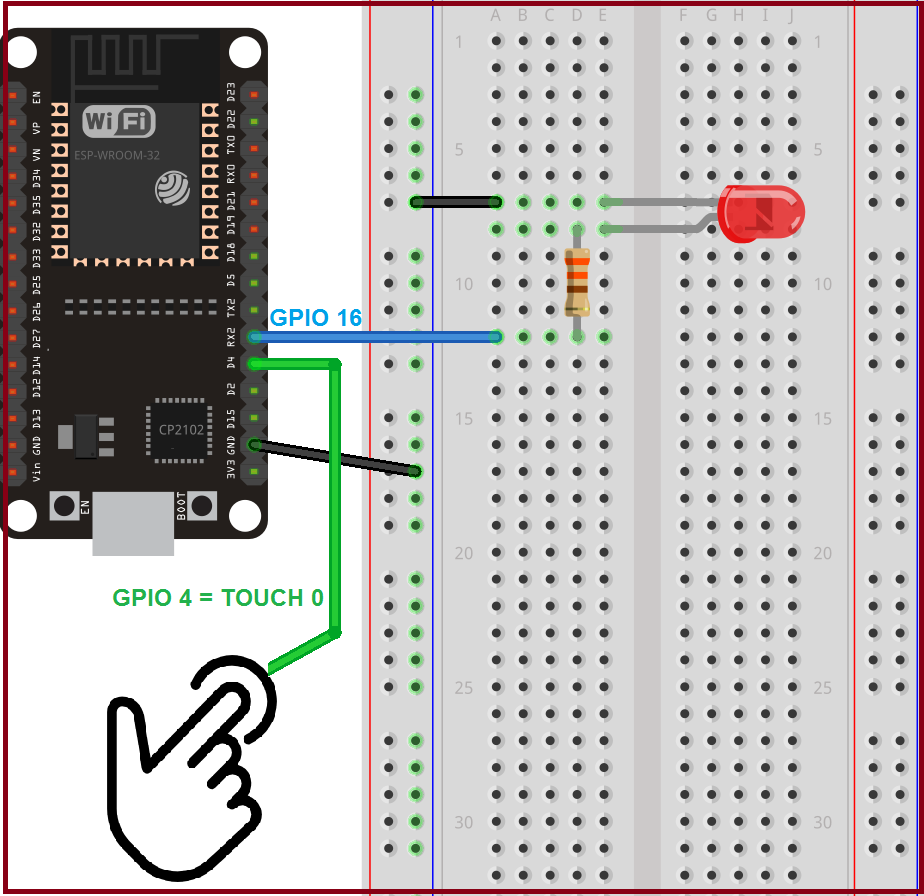 A B C D E F G H I J
1 1
5 5
10 10
15 15
20 20
25 25
30 30
Wi Fi
ESP-WROOM-32
EN
VP
VN
D34
D35
D32
D33
D25
D26
D27
D14
D12
D13
GND
Vin
D23
D22
TX0
RX0
D21
D19
D18
D5
TX2
RX2
D4
D2
D15
GND
3V3
GPIO 16
CP2102
EN
BOOT
GPIO 4 = TOUCH 0